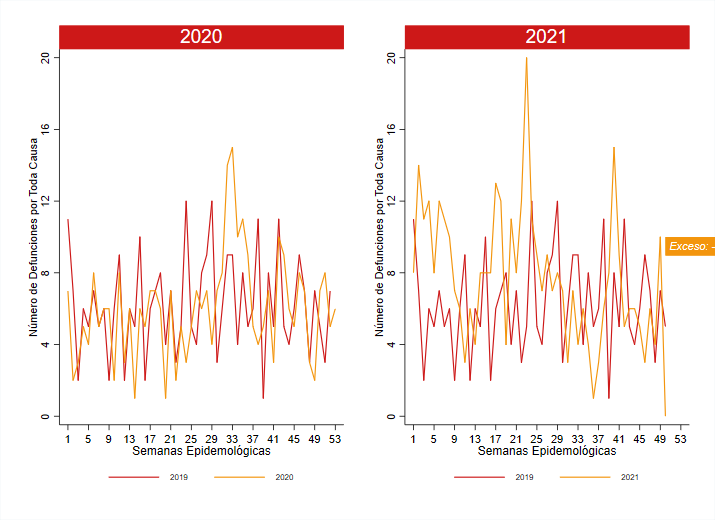 2020
Número de Defunciones por Toda Causa
20
16
12
8
4
0
1 5 9 13 17 21 25 29 33 37 41 45 49 53
Semanas Epidemológicas
2019 2020
2021
Número de Defunciones por Toda Causa
20
16
12
8
4
0
Exceso: -
1 5 9 13 17 21 25 29 33 37 41 45 49 53
Semanas Epidemológicas
2019 2021